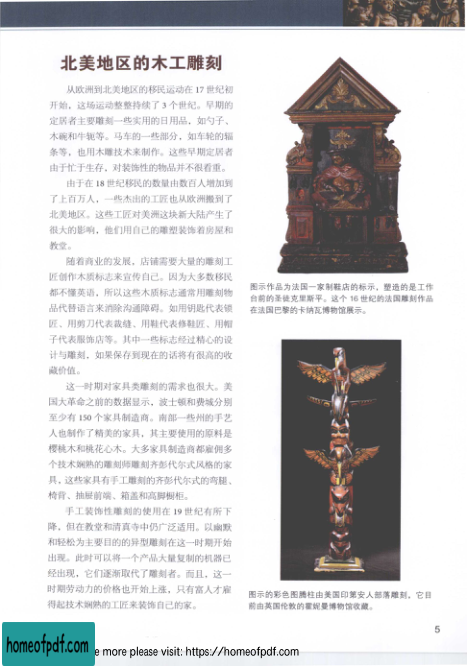 北美地区的木工雕刻
从欧洲到北美地区的移民运动在 17 世纪初
开始，这场运动整整持续了 3 个世纪。早期的
定居者主要雕刻一些实用的日用品，如勺子、
木碗和牛轭等。马车的一些部分，如车轮的辐
条等，也用木雕技术来制作。这些早期定居者
由于忙于生存，对装饰性的物品并不很看重。
由于在 18 世纪移民的数量由数百人增加到
了上百万人，一些杰出的工匠也从欧洲搬到了
北美地区。这些工匠对美洲这块新大陆产生了
很大的影响，他们用自己的雕塑装饰着房屋和
教堂。
随着商业的发展，店铺需要大量的雕刻工
匠创作木质标志来宣传自己。因为大多数移民
都不懂英语，所以这些木质标志通常用雕刻物
品代替语言来消除沟通障碍。如用钥匙代表锁
匠、用剪刀代表裁缝、用鞋代表修鞋匠、用帽
子代表服饰店等。其中一些标志经过精心的设
计与雕刻，如果保存到现在的话将有很高的收
藏价值。
这一时期对家具类雕刻的需求也很大。美
国大革命之前的数据显示，波士顿和费城分别
至少有 150 个家具制造商。南部一些州的手艺
人也制作了精美的家具，其主要使用的原料是
樱桃木和桃花心木。大多家具制造商都雇佣多
个技术娴熟的雕刻师雕刻齐彭代尔式风格的家
具，这些家具有手工雕刻的齐彭代尔式的弯腿、
椅背、抽屉前端、箱盖和高脚橱柜。
手工装饰性雕刻的使用在 19 世纪有所下
降，但在教堂和清真寺中仍广泛适用。以幽默
和轻松为主要目的的异型雕刻在这一时期开始
出现。此时可以将一个产品大量复制的机器已
经出现，它们逐渐取代了雕刻者。而且，这一
时期劳动力的价格也开始上涨，只有富人才雇
得起技术娴熟的工匠来装饰自己的家。
图示作品为法国一家制鞋店的标示，塑造的是工作
台前的圣徒克里斯平。这个 16 世纪的法国雕刻作品
在法国巴黎的卡纳瓦博物馆展示。
图示的彩色图腾柱由美国印第安人部落雕刻，它目
前由英国伦敦的霍妮曼博物馆收藏。
5
homeofpdf.com
e more please visit: https://homeofpdf.com